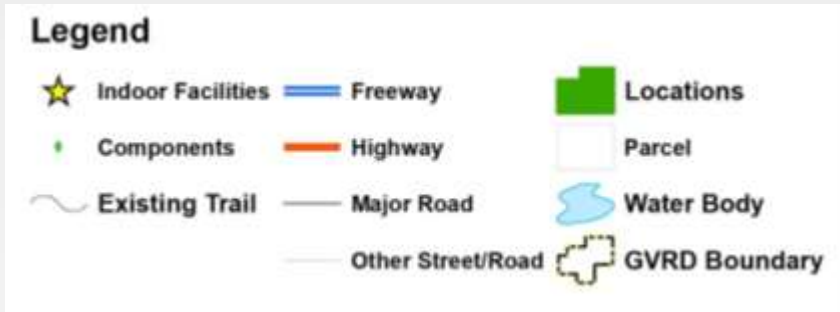 Legend
Indoor Facilities
Freeway
Locations
Components
Highway
Parcel
Existing Trail
Major Road
Water Body
Other Street/Road
GVRD Boundary